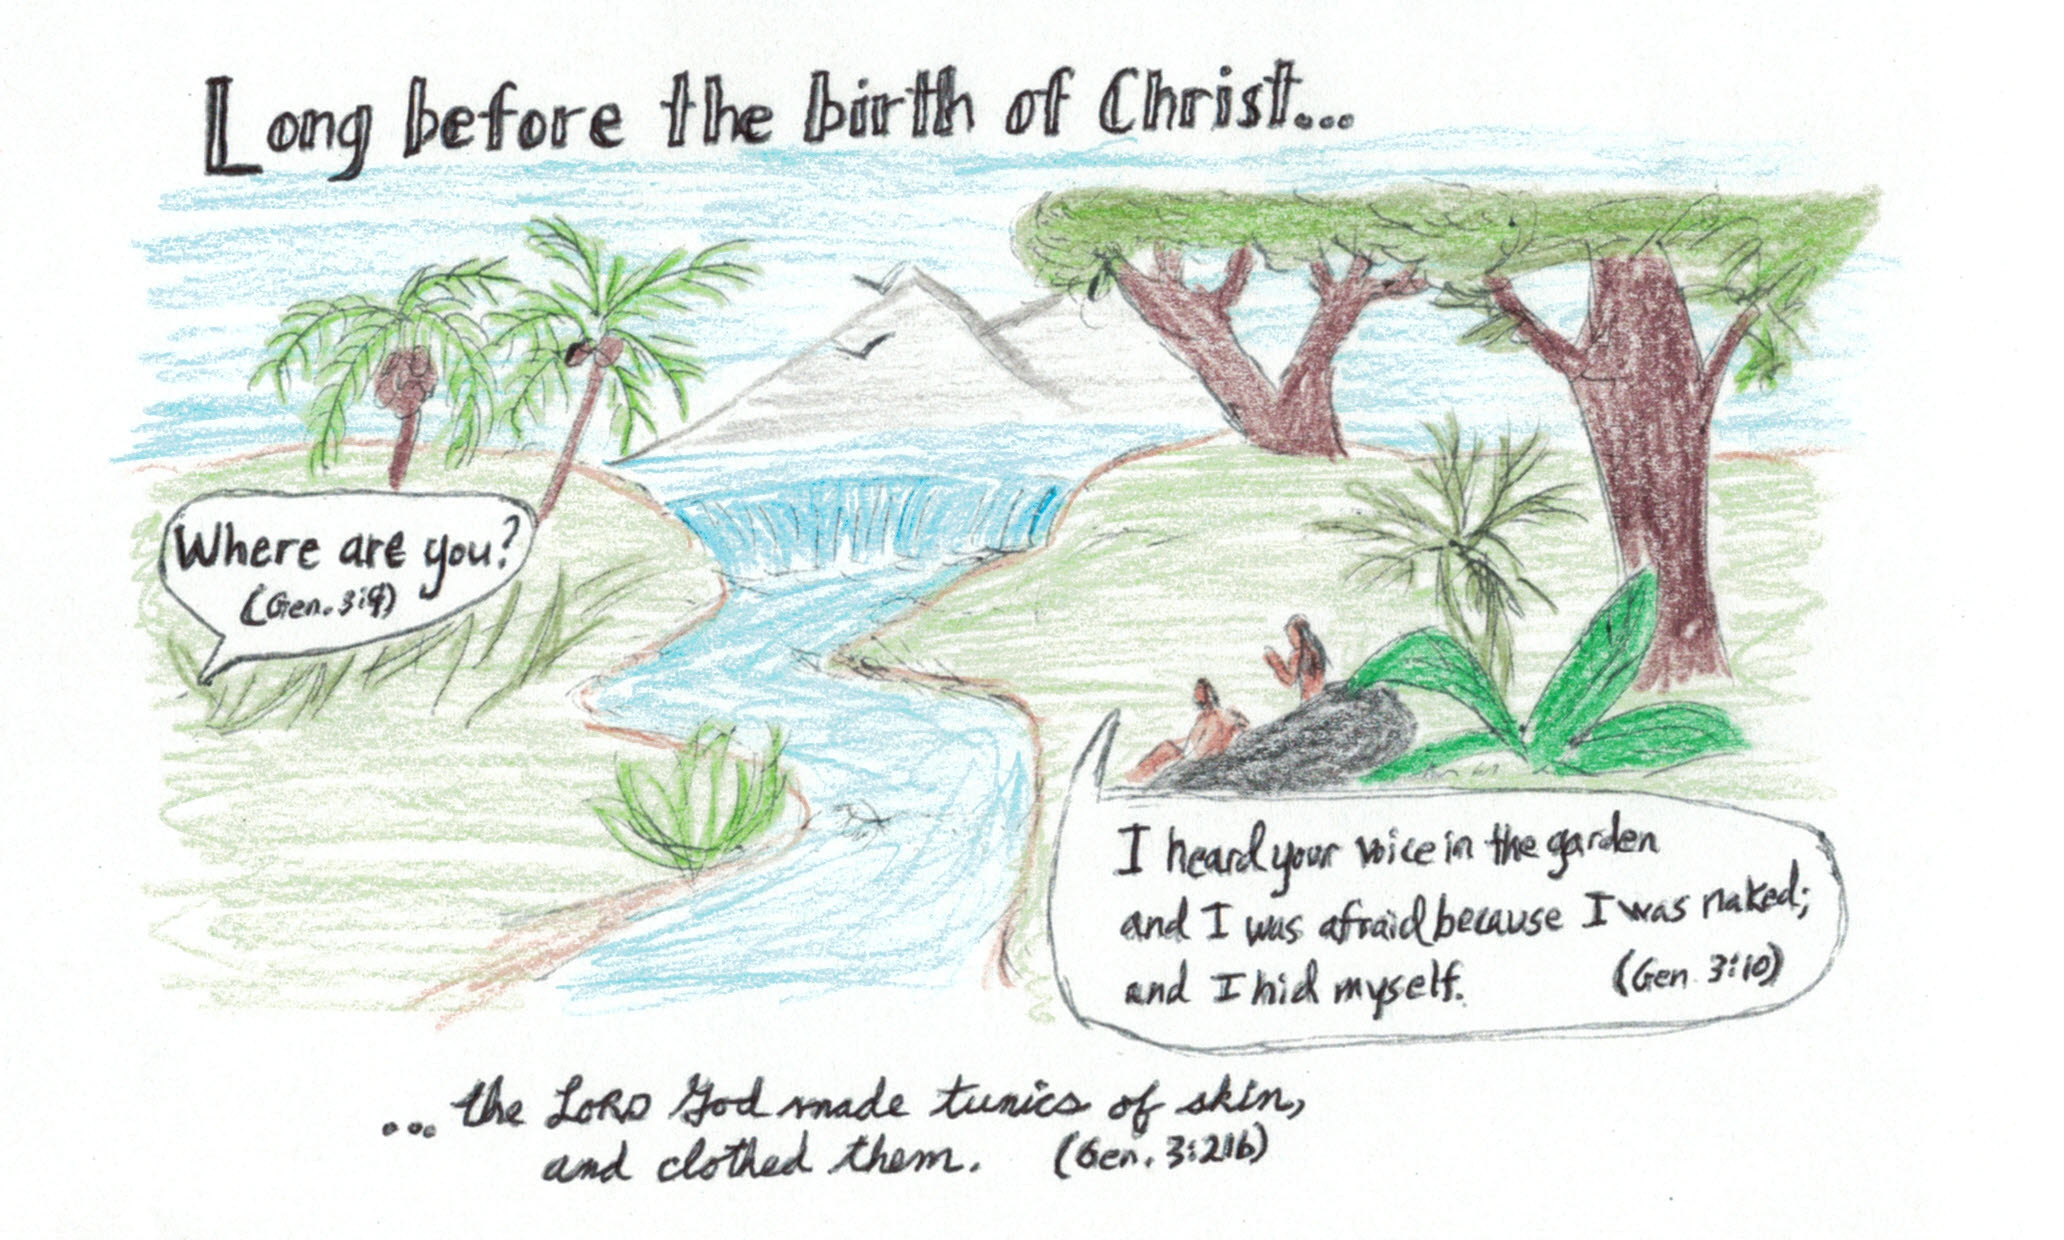 Long before the birth of Christ...
Where are you?
(Gen. 3:9)
I heard your voice in the garden
and I was afraid because I was naked;
and I hid myself. (Gen. 3:10)
... the LORD God made tunics of skin,
and clothed them. (Gen. 3:21b)